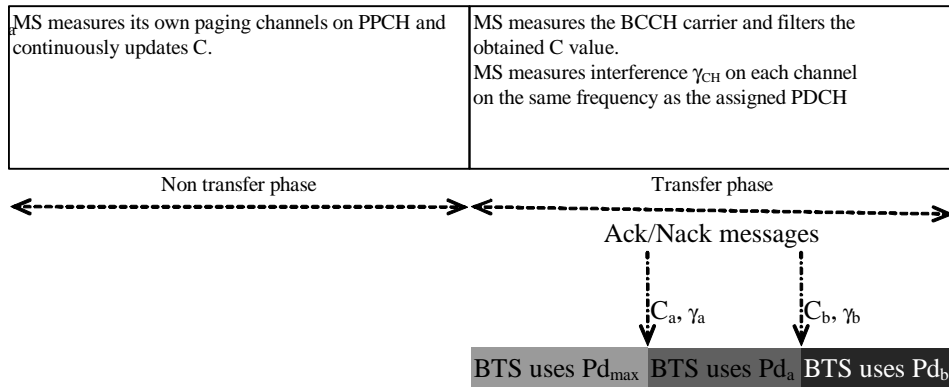 a
MS measures its own paging channels on PPCH and
continuously updates C.
MS measures the BCCH carrier and filters the
obtained C value.
MS measures interference γCH on each channel
on the same frequency as the assigned PDCH
Non transfer phase
Transfer phase
Ack/Nack messages
Ca, γa
Cb, γb
BTS uses Pdmax
BTS uses Pda
BTS uses Pdb